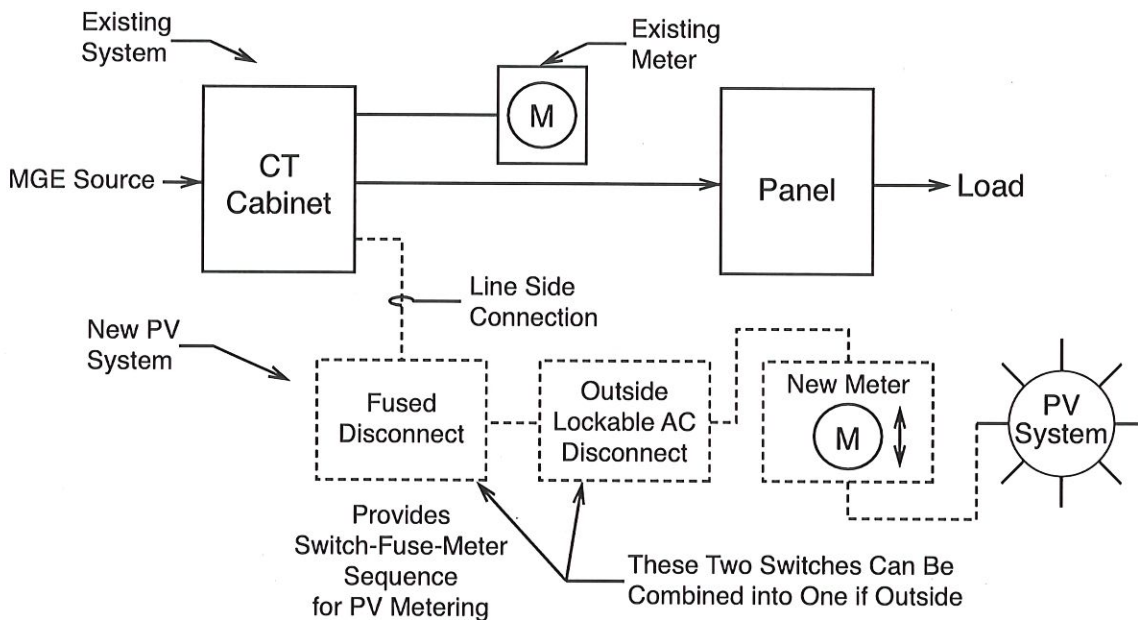 Existing
System
Existing
Meter
M
MGE Source
CT
Cabinet
Panel
Load
Line Side
Connection
New PV
System
Fused
Disconnect
Outside
Lockable AC
Disconnect
New Meter
M
PV
System
Provides
Switch-Fuse-Meter
Sequence
for PV Metering
These Two Switches Can Be
Combined into One if Outside